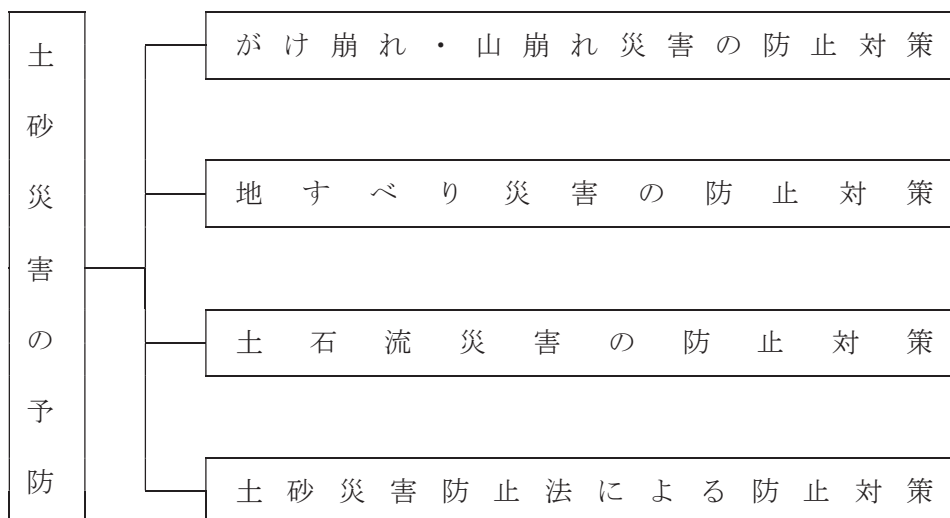 土砂災害の予防
がけ崩れ・山崩れ災害の防止対策
地すべり災害の防止対策
土石流災害の防止対策
土砂災害防止法による防止対策